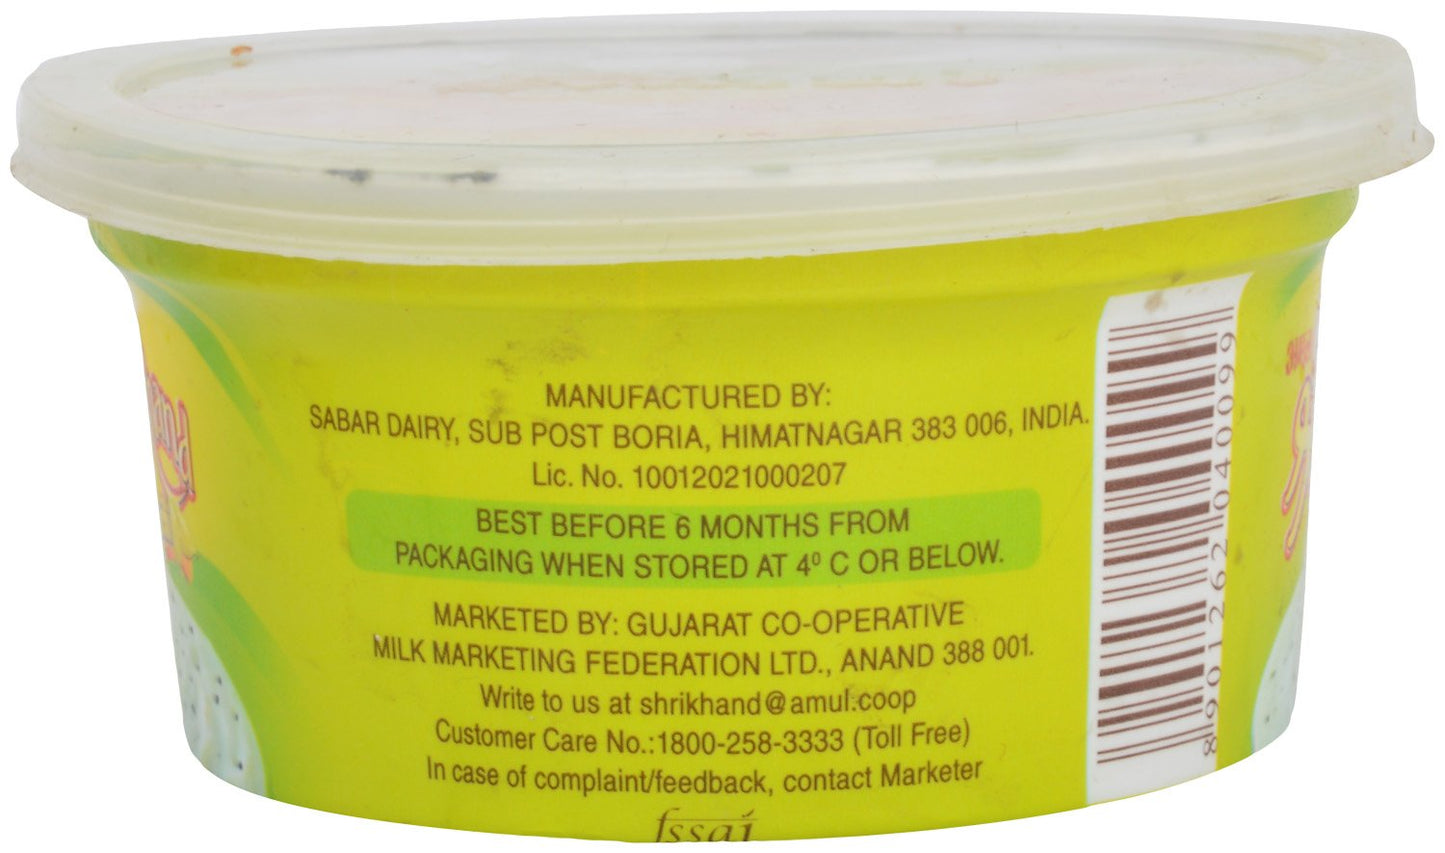 MANUFACTURED BY:
SABAR DAIRY, SUB POST BORIA, HIMATNAGAR 383 006, INDIA.
Lic. No. 10012021000207
BEST BEFORE 6 MONTHS FROM
PACKAGING WHEN STORED AT 4⁰ C OR BELOW.
MARKETED BY: GUJARAT CO-OPERATIVE
MILK MARKETING FEDERATION LTD., ANAND 388 001.
Write to us at shrikhand@amul.coop
Customer Care No.:1800-258-3333 (Toll Free)
In case of complaint/feedback, contact Marketer
fssai
8901262040099